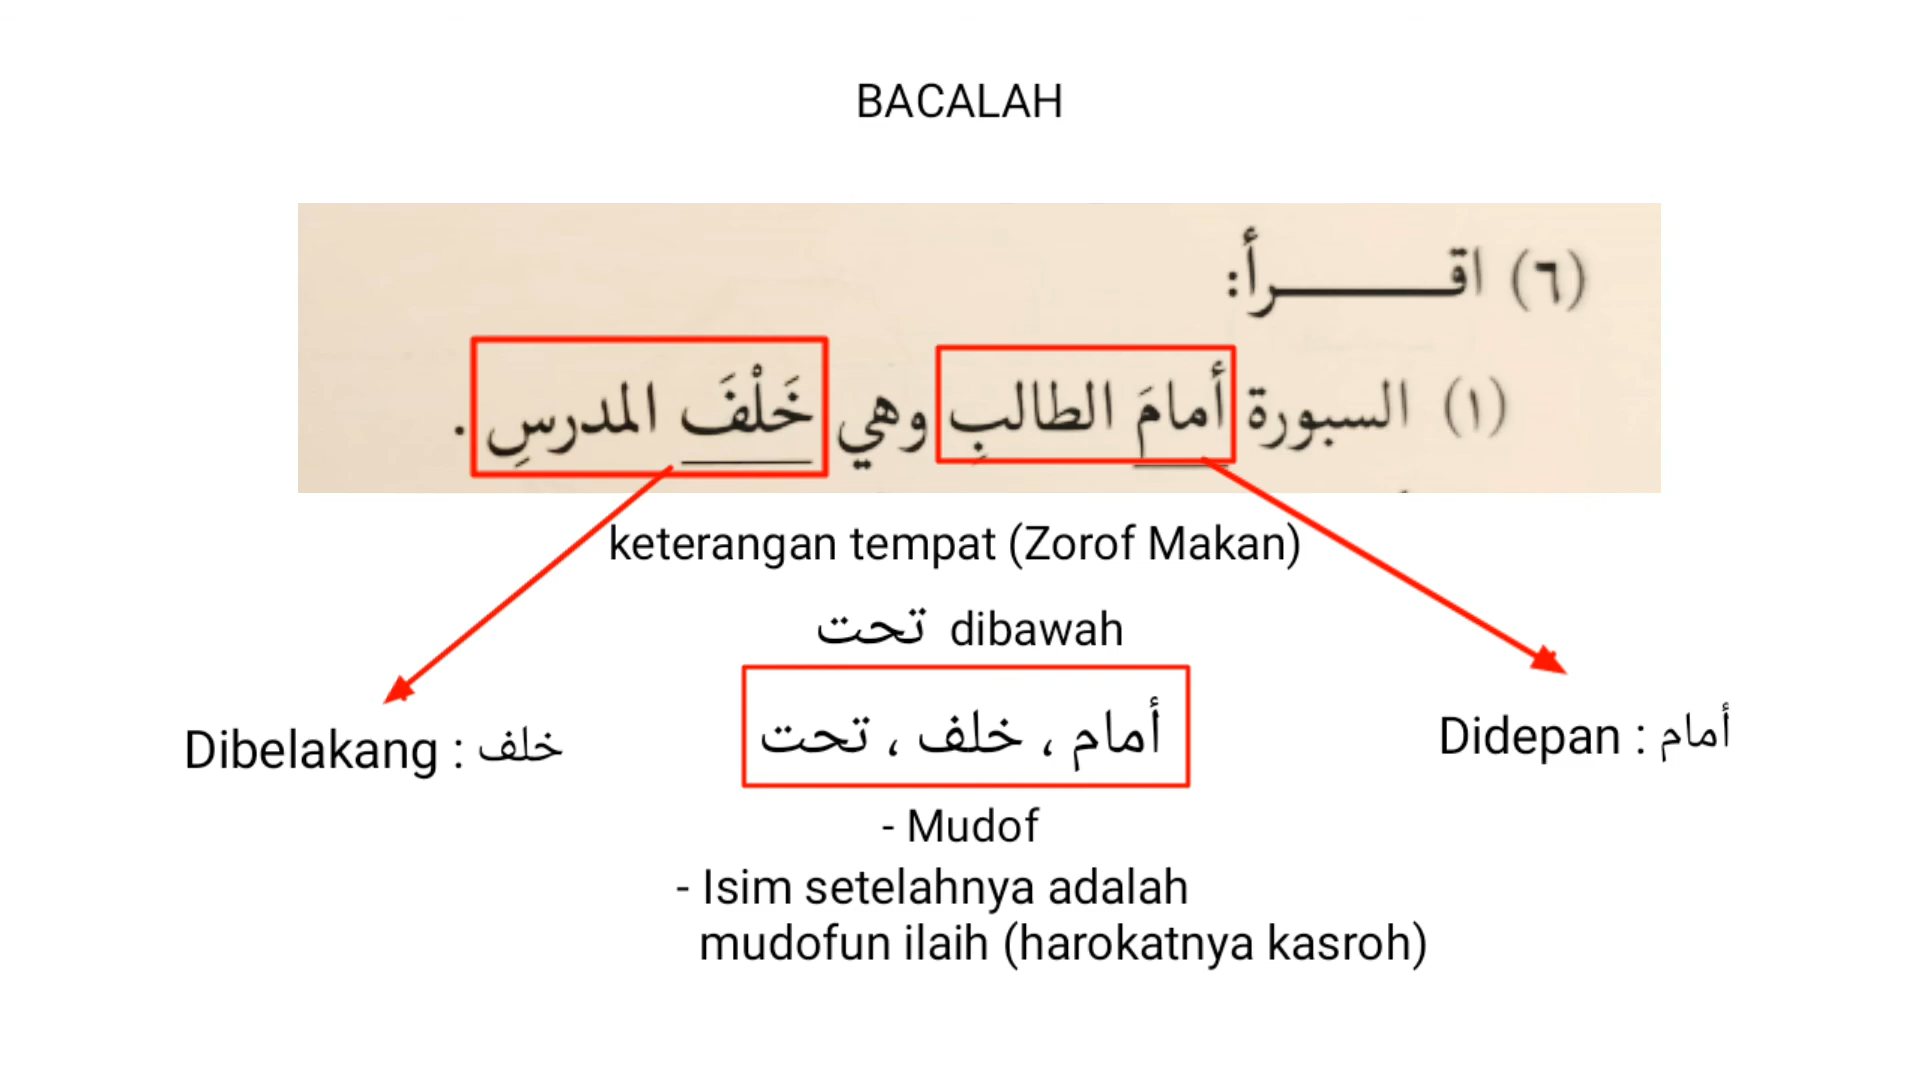 BACALAH
(٦) اقـــــــرأ:
(١) السبورة أمامَ الطالبِ وهي خَلْفَ المدرسِ .
keterangan tempat (Zorof Makan)
تحت dibawah
Dibelakang : خلف
أمام ، خلف ، تحت
Didepan : أمام
- Mudof
- Isim setelahnya adalah
mudofun ilaih (harokatnya kasroh)